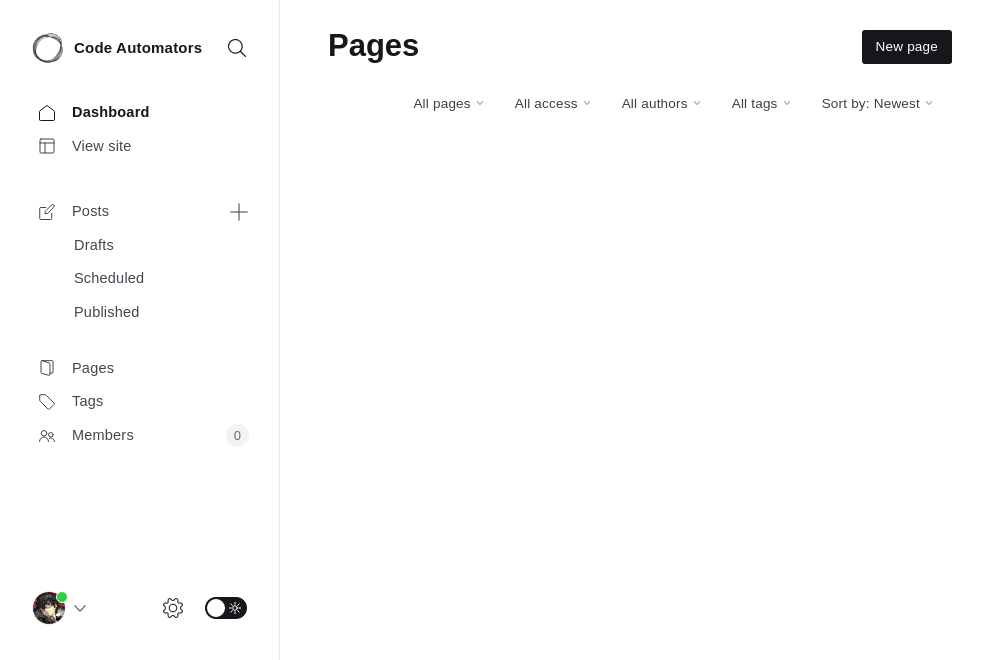 Code Automators
Dashboard
View site
Posts
Drafts
Scheduled
Published
Pages
Tags
Members
0
Pages
New page
All pages
All access
All authors
All tags
Sort by: Newest